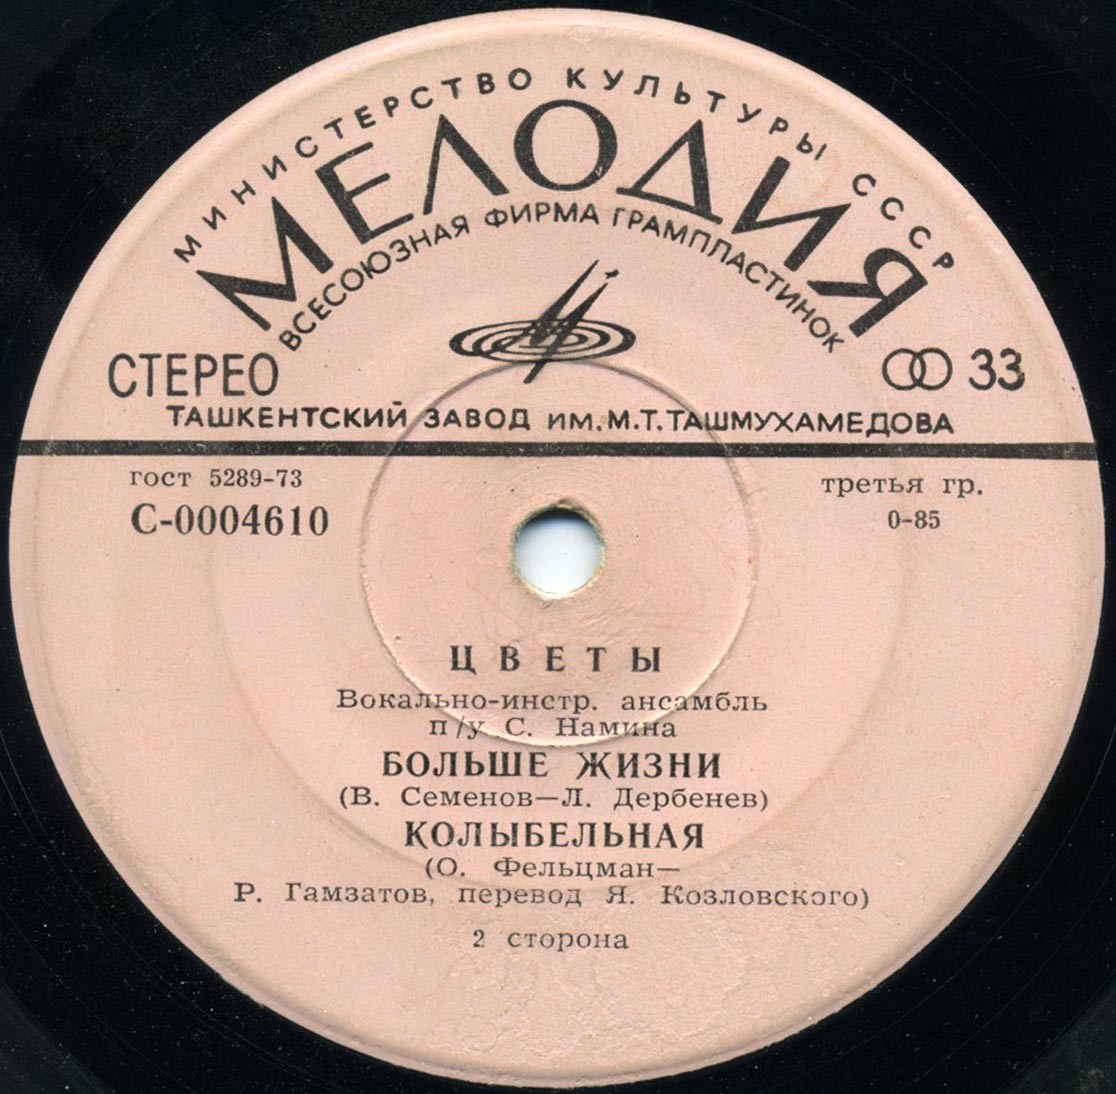 МИНИСТЕРСТВО КУЛЬТУРЫ СССР
МЕЛОДИЯ
ВСЕСОЮЗНАЯ ФИРМА ГРАМПЛАСТИНОК
СТЕРЕО
33
ТАШКЕНТСКИЙ ЗАВОД ИМ. М. Т. ТАШМУХАМЕДОВА
гост 5289-73
третья гр.
С-0004610
0-85
ЦВЕТЫ
Вокально-инстр. ансамбль
п/у С. Намина
БОЛЬШЕ ЖИЗНИ
(В. Семенов—Л. Дербенев)
КОЛЫБЕЛЬНАЯ
(О. Фельцман—
Р. Гамзатов, перевод Я. Козловского)
2 сторона